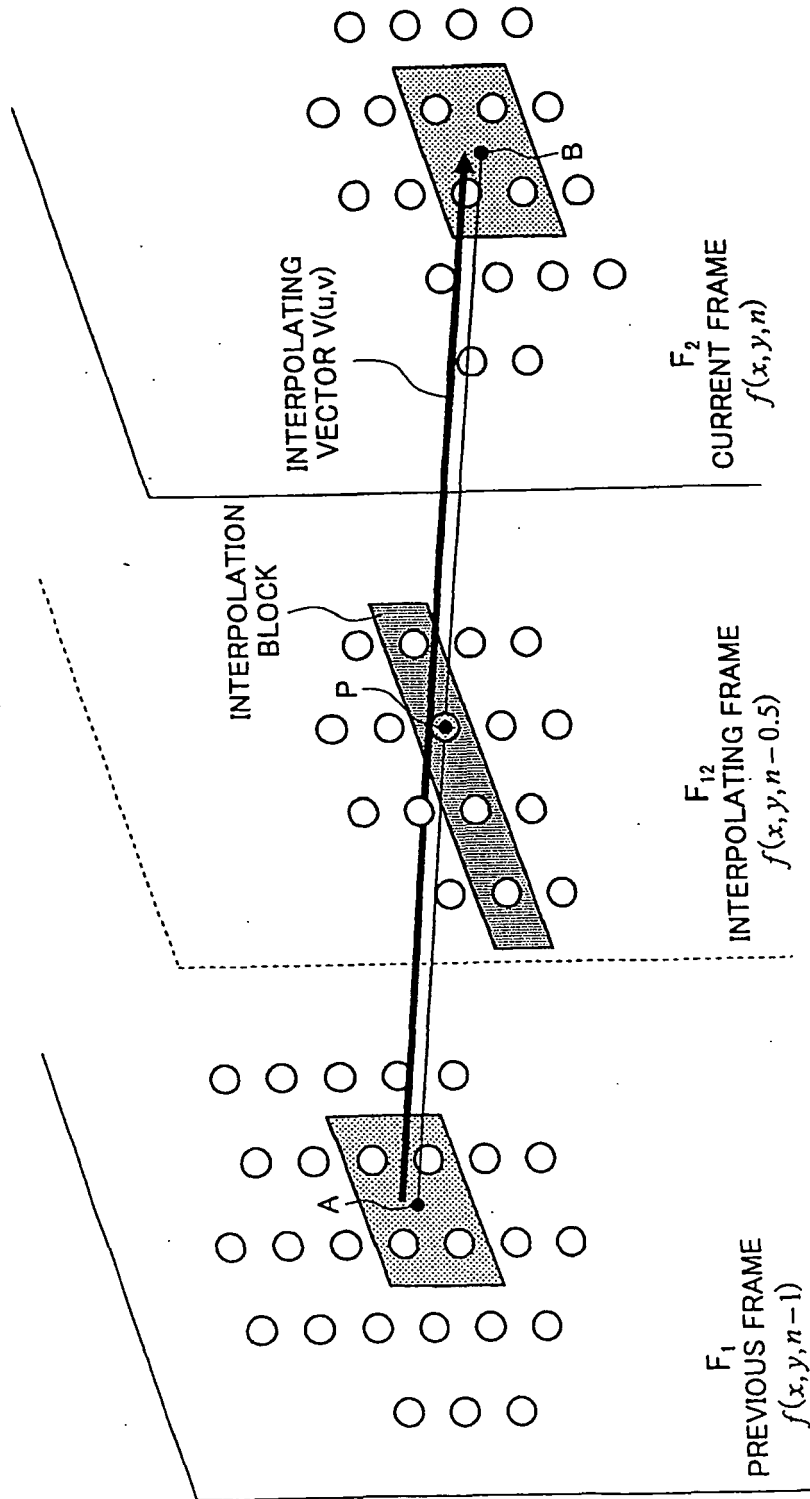 A
P
B
INTERPOLATION
BLOCK
INTERPOLATING
VECTOR V(u,v)
F1
PREVIOUS FRAME
f(x,y,n−1)
F12
INTERPOLATING FRAME
f(x,y,n−0.5)
F2
CURRENT FRAME
f(x,y,n)